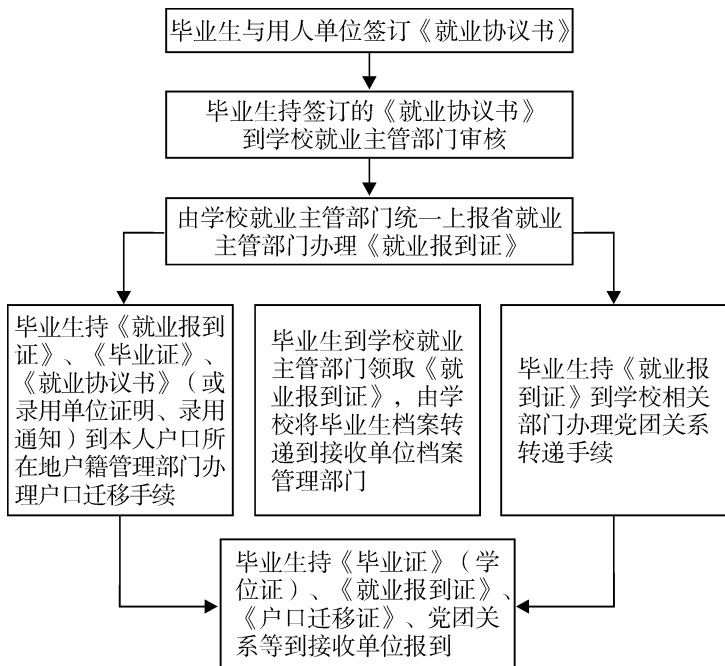 毕业生与用人单位签订《就业协议书》
毕业生持签订的《就业协议书》
到学校就业主管部门审核
由学校就业主管部门统一上报省就业
主管部门办理《就业报到证》
毕业生持《就业报到
证》、《毕业证》、
《就业协议书》（或
录用单位证明、录用
通知）到本人户口所
在地户籍管理部门办
理户口迁移手续
毕业生到学校就业
主管部门领取《就
业报到证》，由学
校将毕业生档案转
递到接收单位档案
管理部门
毕业生持《就业报
到证》到学校相关
部门办理党团关系
转递手续
毕业生持《毕业证》（学
位证）、《就业报到证》、
《户口迁移证》、党团关
系等到接收单位报到